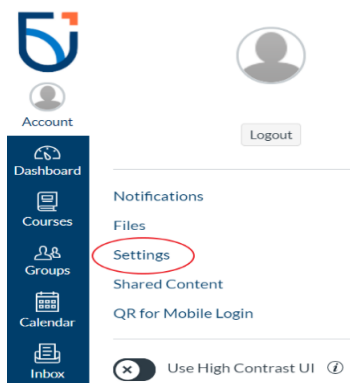 Account
Dashboard
Courses
Groups
Calendar
Inbox
Logout
Notifications
Files
Settings
Shared Content
QR for Mobile Login
Use High Contrast UI i